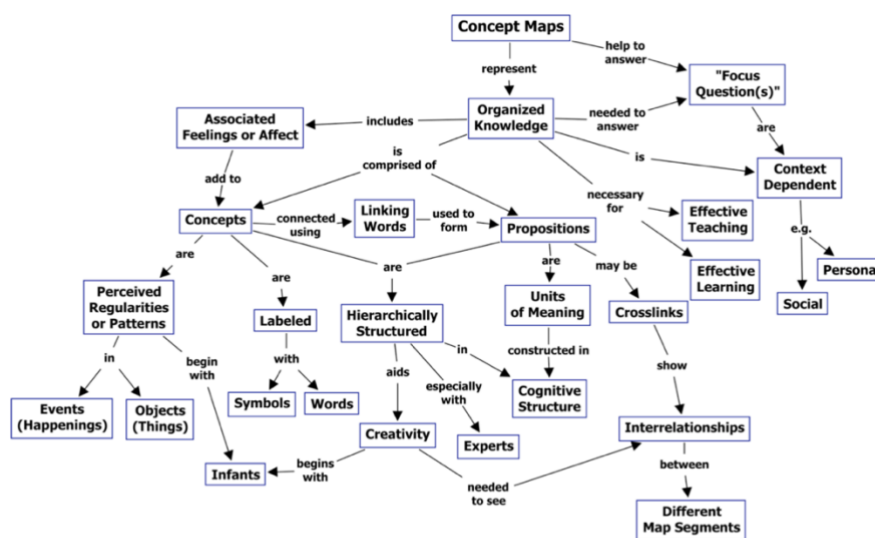 Concept Maps
help to
answer
represent
"Focus
Question(s)"
Associated
Feelings or Affect
includes
Organized
Knowledge
needed to
answer
are
is
comprised of
is
Context
Dependent
add to
necessary
for
Concepts
connected
using
Linking
Words
used to
form
Propositions
Effective
Teaching
e.g.
are
are
are
are
may be
Effective
Learning
Persona
Social
Perceived
Regularities
or Patterns
Labeled
Hierarchically
Structured
Units
of Meaning
Crosslinks
in
begin
with
with
aids
in
constructed in
show
especially
with
Events
(Happenings)
Objects
(Things)
Symbols
Words
Cognitive
Structure
Creativity
Experts
Interrelationships
Infants
begins
with
needed
to see
between
Different
Map Segments